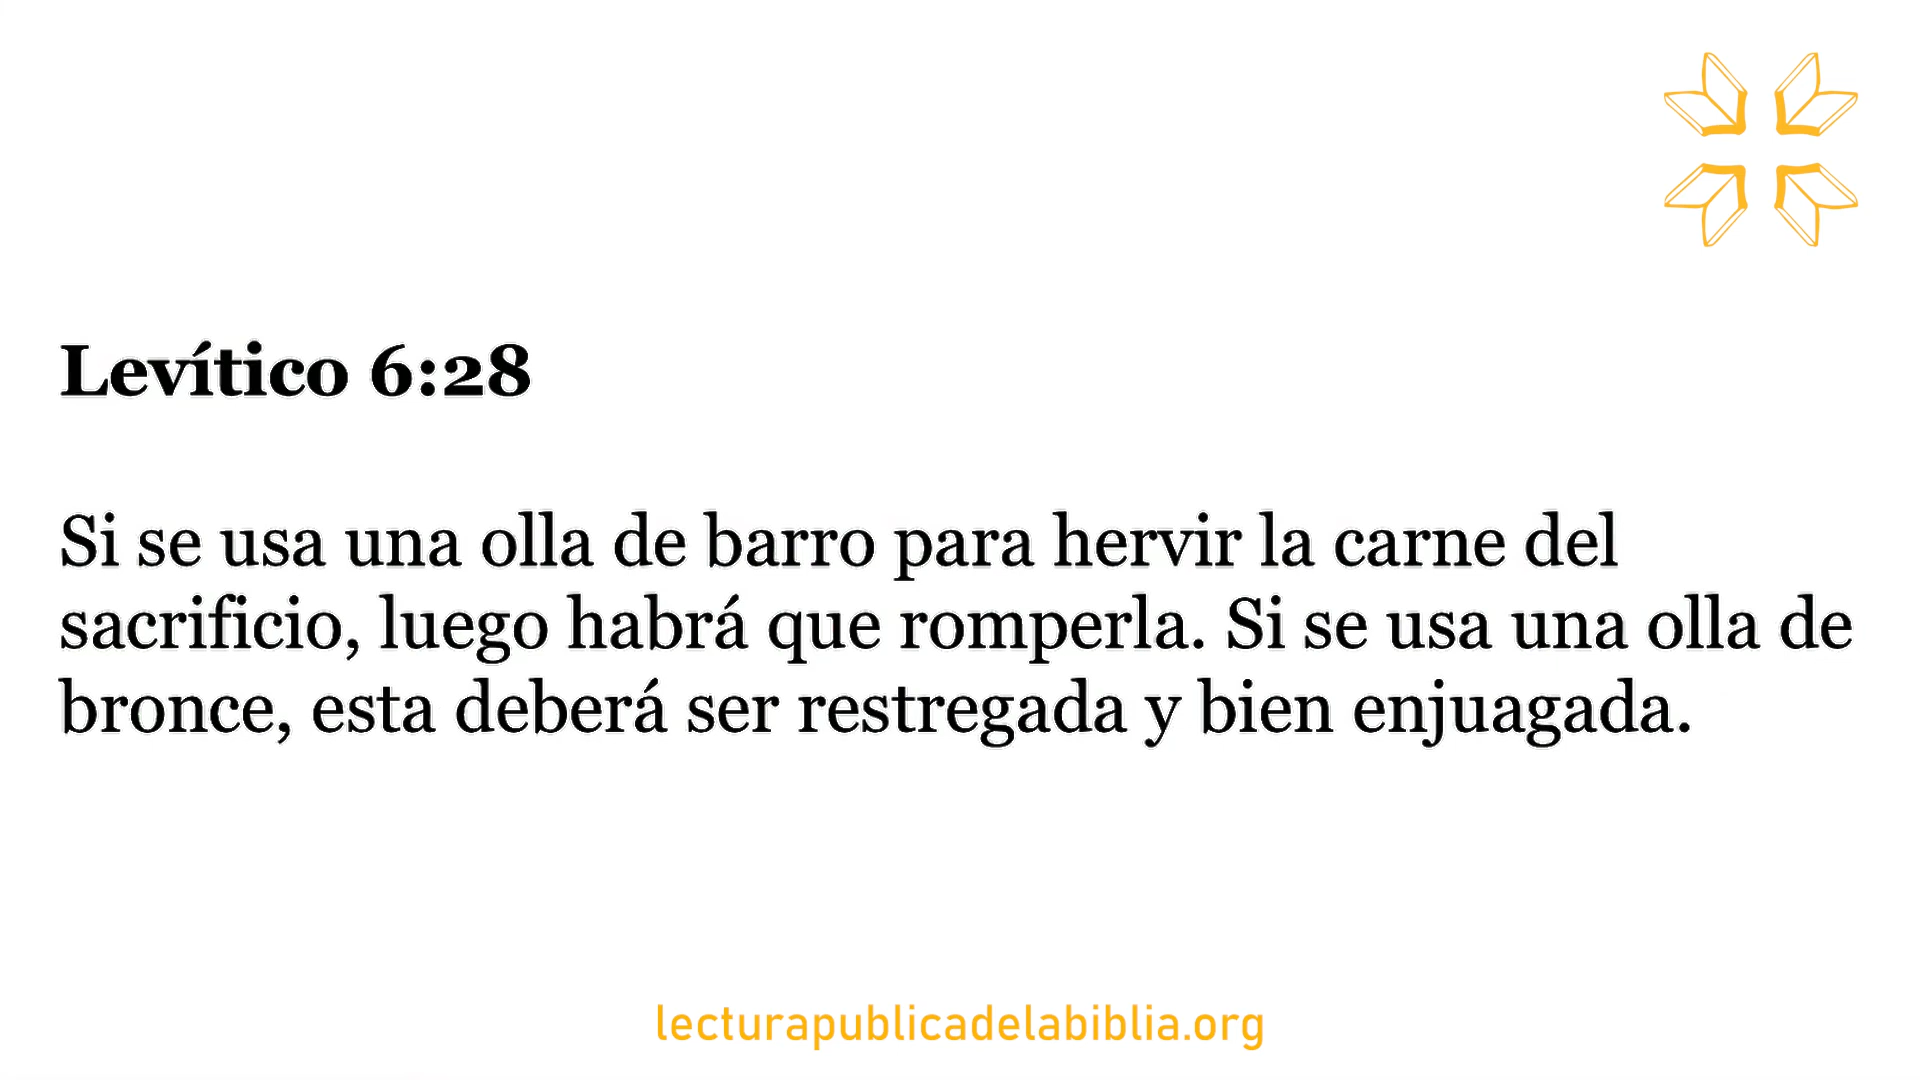 Levítico 6:28
Si se usa una olla de barro para hervir la carne del
sacrificio, luego habrá que romperla. Si se usa una olla de
bronce, esta deberá ser restregada y bien enjuagada.
lecturapublicadelabiblia.org